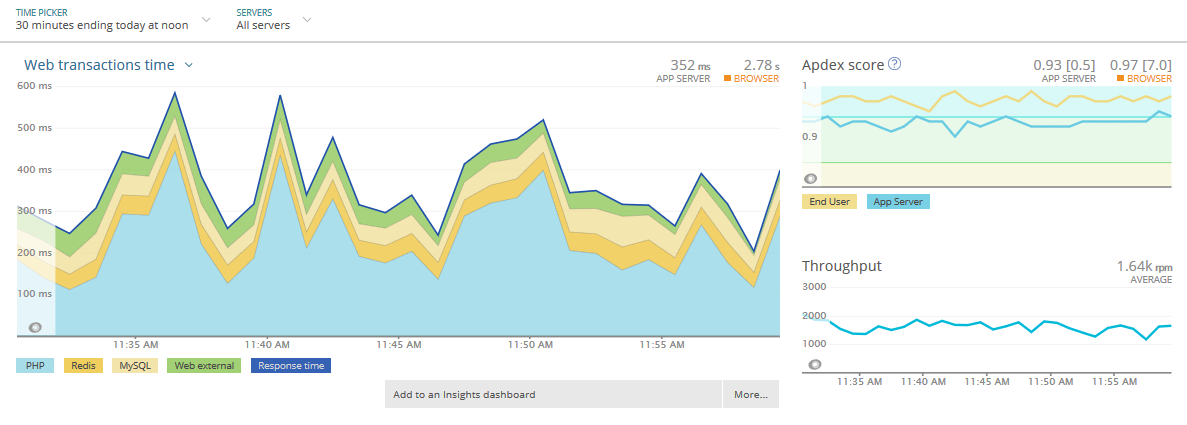 TIME PICKER
30 minutes ending today at noon
SERVERS
All servers
Web transactions time
352 ms
APP SERVER
2.78 s
BROWSER
600 ms
500 ms
400 ms
300 ms
200 ms
100 ms
11:35 AM
11:40 AM
11:45 AM
11:50 AM
11:55 AM
PHP
Redis
MySQL
Web external
Response time
Add to an Insights dashboard
More...
Apdex score ?
0.93 [0.5]
APP SERVER
0.97 [7.0]
BROWSER
1
0.9
End User
App Server
Throughput
1.64k rpm
AVERAGE
3000
2000
1000
11:35 AM
11:40 AM
11:45 AM
11:50 AM
11:55 AM